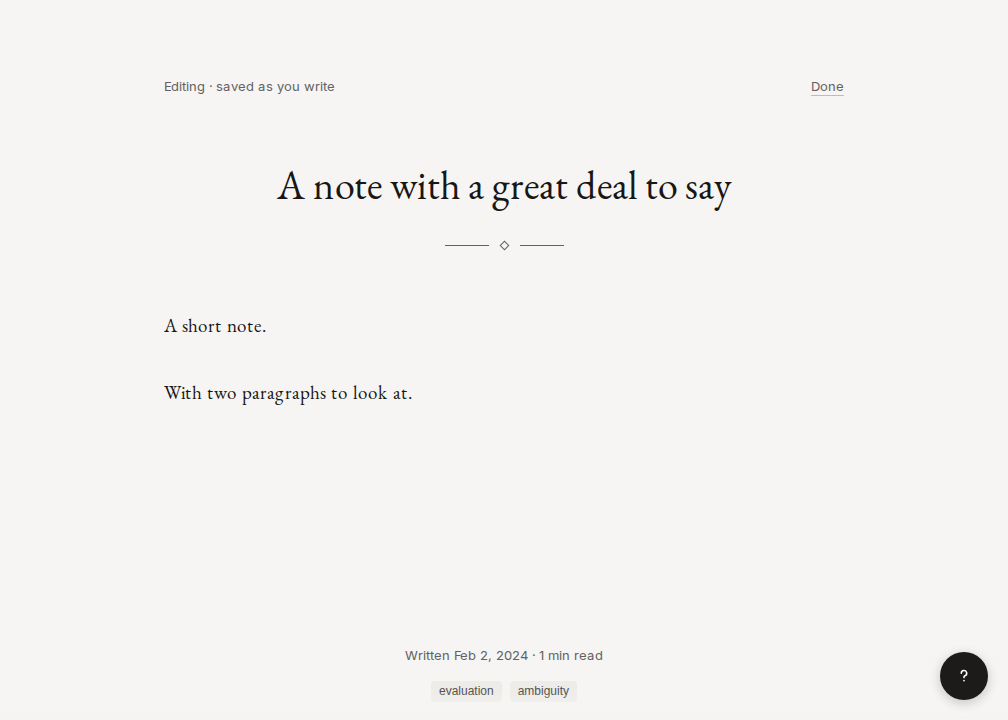 Editing · saved as you write
Done
A note with a great deal to say
A short note.
With two paragraphs to look at.
Written Feb 2, 2024 · 1 min read
evaluation
ambiguity
?